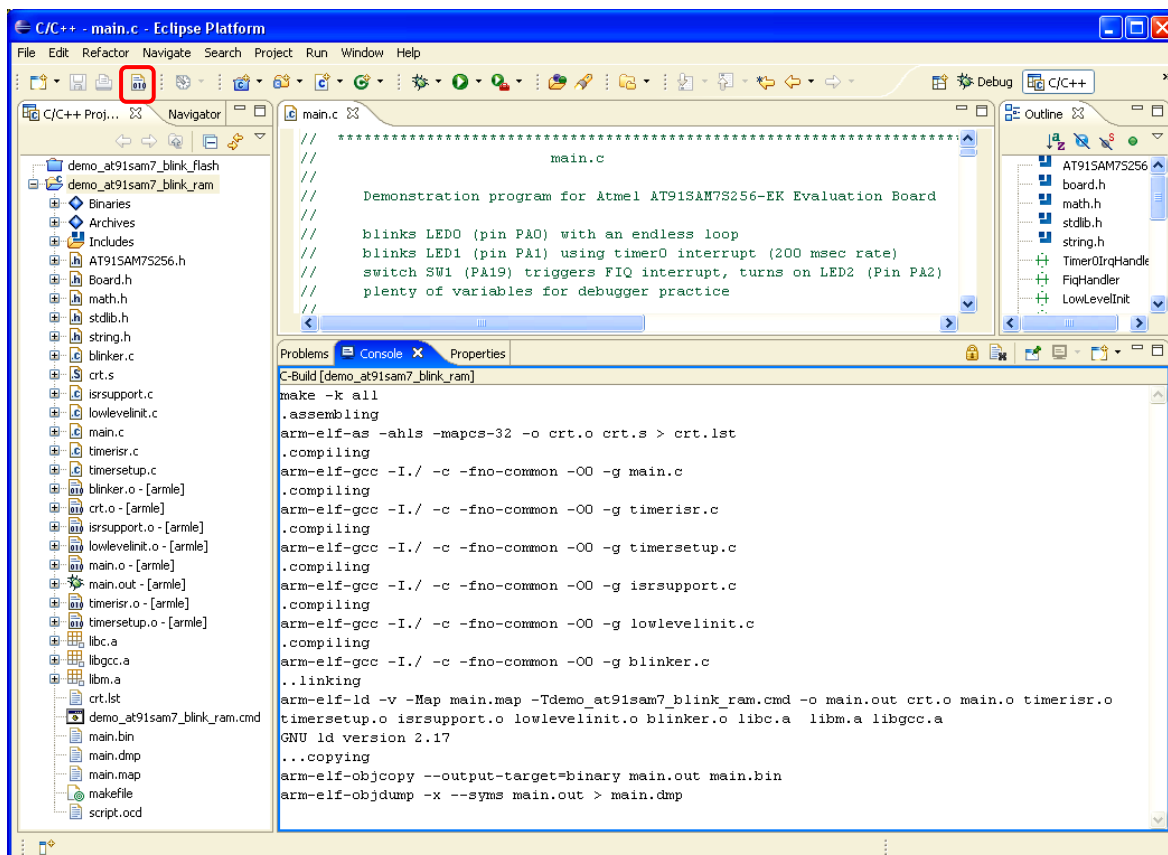 C/C++ - main.c - Eclipse Platform
File Edit Refactor Navigate Search Project Run Window Help
Debug C/C++
C/C++ Proj... Navigator
demo_at91sam7_blink_flash
demo_at91sam7_blink_ram
Binaries
Archives
Includes
AT91SAM7S256.h
Board.h
math.h
stdlib.h
string.h
blinker.c
crt.s
isrsupport.c
lowlevelinit.c
main.c
timerisr.c
timersetup.c
blinker.o - [armle]
crt.o - [armle]
isrsupport.o - [armle]
lowlevelinit.o - [armle]
main.o - [armle]
main.out - [armle]
timerisr.o - [armle]
timersetup.o - [armle]
libc.a
libgcc.a
libm.a
crt.lst
demo_at91sam7_blink_ram.cmd
main.bin
main.dmp
main.map
makefile
script.ocd
main.c
// ****************************************************************************
// main.c
//
// Demonstration program for Atmel AT91SAM7S256-EK Evaluation Board
//
// blinks LED0 (pin PA0) with an endless loop
// blinks LED1 (pin PA1) using timer0 interrupt (200 msec rate)
// switch SW1 (PA19) triggers FIQ interrupt, turns on LED2 (Pin PA2)
// plenty of variables for debugger practice
//
Outline
AT91SAM7S256
board.h
math.h
stdlib.h
string.h
Timer0IrqHandle
FiqHandler
LowLevelInit
Problems Console Properties
C-Build [demo_at91sam7_blink_ram]
make -k all
.assembling
arm-elf-as -ahls -mapcs-32 -o crt.o crt.s > crt.lst
.compiling
arm-elf-gcc -I./ -c -fno-common -O0 -g main.c
.compiling
arm-elf-gcc -I./ -c -fno-common -O0 -g timerisr.c
.compiling
arm-elf-gcc -I./ -c -fno-common -O0 -g timersetup.c
.compiling
arm-elf-gcc -I./ -c -fno-common -O0 -g isrsupport.c
.compiling
arm-elf-gcc -I./ -c -fno-common -O0 -g lowlevelinit.c
.compiling
arm-elf-gcc -I./ -c -fno-common -O0 -g blinker.c
..linking
arm-elf-ld -v -Map main.map -Tdemo_at91sam7_blink_ram.cmd -o main.out crt.o main.o timerisr.o
timersetup.o isrsupport.o lowlevelinit.o blinker.o libc.a libm.a libgcc.a
GNU ld version 2.17
...copying
arm-elf-objcopy --output-target=binary main.out main.bin
arm-elf-objdump -x --syms main.out > main.dmp